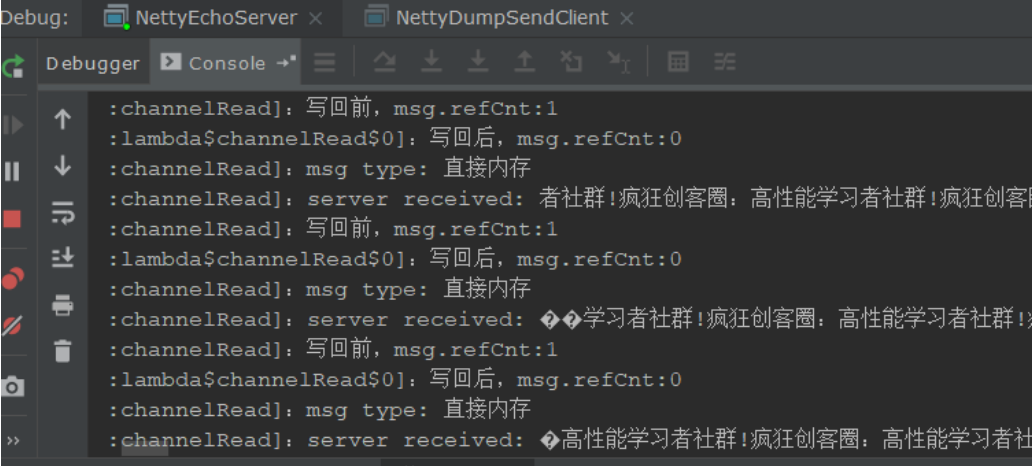 Debug: NettyEchoServer × NettyDumpSendClient ×
Debugger Console
:channelRead]：写回前，msg.refCnt:1
:lambda$channelRead$0]：写回后，msg.refCnt:0
:channelRead]：msg type: 直接内存
:channelRead]：server received: 者社群!疯狂创客圈：高性能学习者社群!疯狂创客
:channelRead]：写回前，msg.refCnt:1
:lambda$channelRead$0]：写回后，msg.refCnt:0
:channelRead]：msg type: 直接内存
:channelRead]：server received: ��学习者社群!疯狂创客圈：高性能学习者社群!
:channelRead]：写回前，msg.refCnt:1
:lambda$channelRead$0]：写回后，msg.refCnt:0
:channelRead]：msg type: 直接内存
:channelRead]：server received: �高性能学习者社群!疯狂创客圈：高性能学习者社